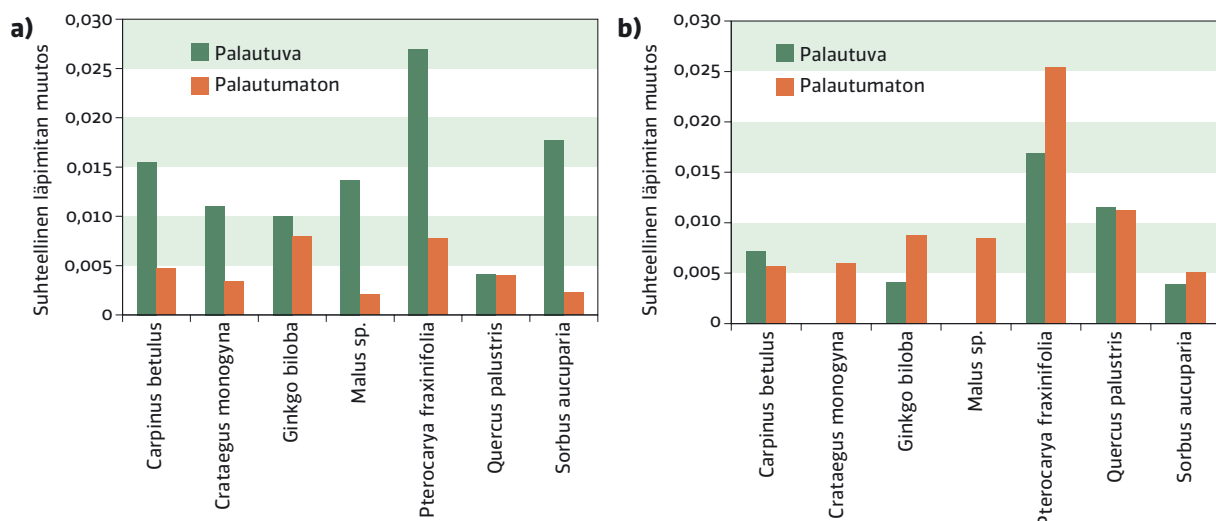 a)
Suhteellinen läpimitan muutos
0,030
0,025
0,020
0,015
0,010
0,005
0
Palautuva
Palautumaton
Carpinus betulus
Crataegus monogyna
Ginkgo biloba
Malus sp.
Pterocarya fraxinifolia
Quercus palustris
Sorbus aucuparia
b)
Suhteellinen läpimitan muutos
0,030
0,025
0,020
0,015
0,010
0,005
0
Palautuva
Palautumaton
Carpinus betulus
Crataegus monogyna
Ginkgo biloba
Malus sp.
Pterocarya fraxinifolia
Quercus palustris
Sorbus aucuparia